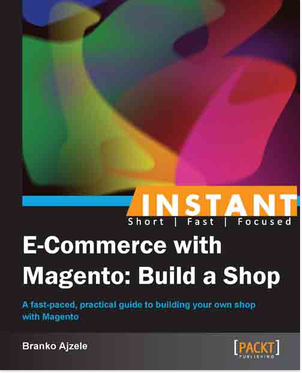 INSTANT
Short | Fast | Focused
E-Commerce with
Magento: Build a Shop
A fast-paced, practical guide to building your own shop
with Magento
Branko Ajzele
[PACKT]
PUBLISHING